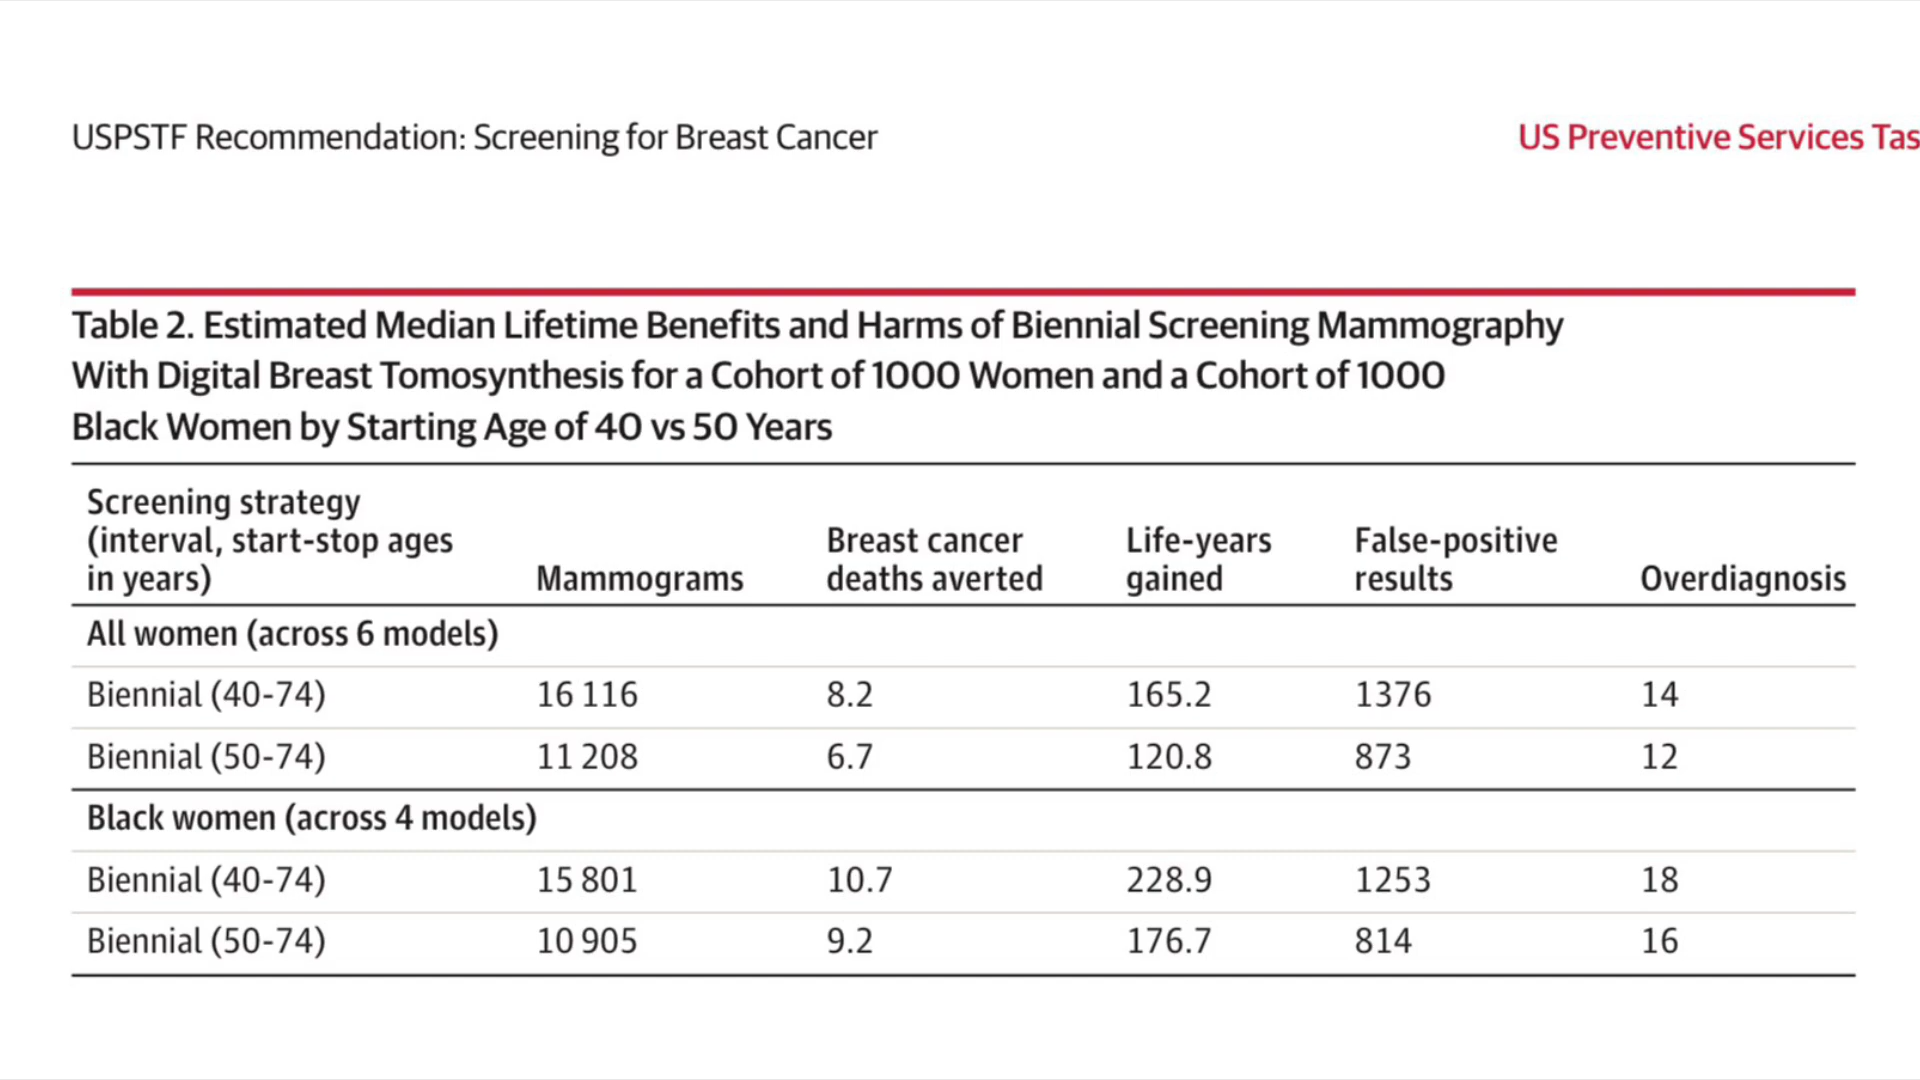 USPSTF Recommendation: Screening for Breast Cancer
US Preventive Services Tas
Table 2. Estimated Median Lifetime Benefits and Harms of Biennial Screening Mammography
With Digital Breast Tomosynthesis for a Cohort of 1000 Women and a Cohort of 1000
Black Women by Starting Age of 40 vs 50 Years
Screening strategy
(interval, start-stop ages
in years)
Mammograms
Breast cancer
deaths averted
Life-years
gained
False-positive
results
Overdiagnosis
All women (across 6 models)
Biennial (40-74) 16 116 8.2 165.2 1376 14
Biennial (50-74) 11 208 6.7 120.8 873 12
Black women (across 4 models)
Biennial (40-74) 15 801 10.7 228.9 1253 18
Biennial (50-74) 10 905 9.2 176.7 814 16